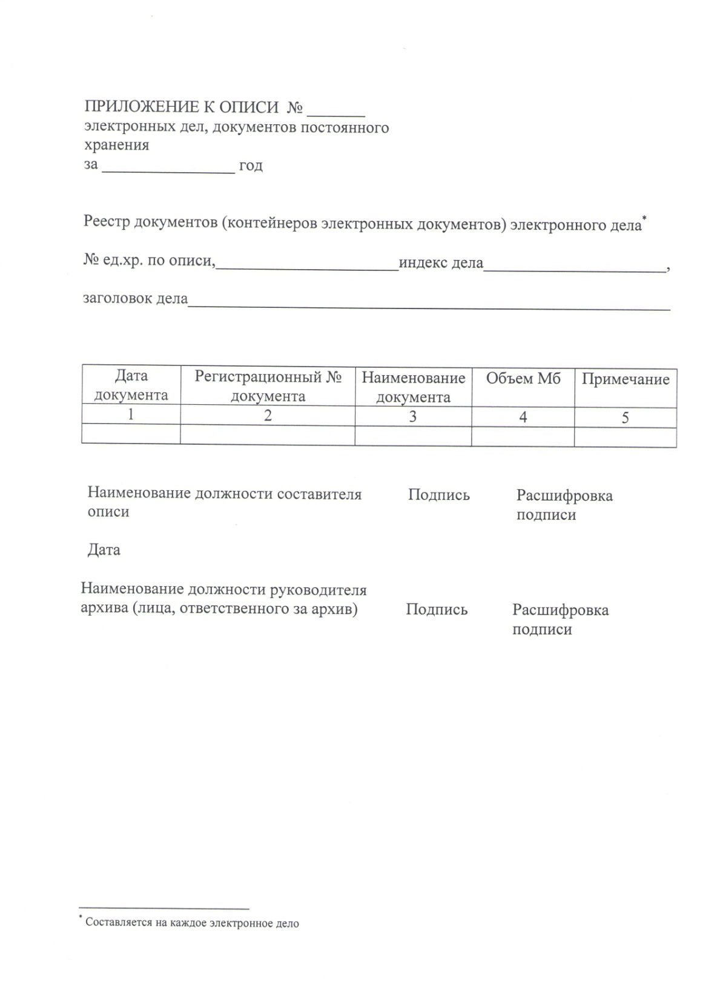 ПРИЛОЖЕНИЕ К ОПИСИ № _______
электронных дел, документов постоянного
хранения
за ________________ год
Реестр документов (контейнеров электронных документов) электронного дела*
№ ед.хр. по описи,______________________индекс дела______________________,
заголовок дела__________________________________________________________
Дата документа | Регистрационный № документа | Наименование документа | Объем Мб | Примечание
1 | 2 | 3 | 4 | 5
Наименование должности составителя описи Подпись Расшифровка подписи
Дата
Наименование должности руководителя
архива (лица, ответственного за архив) Подпись Расшифровка подписи
* Составляется на каждое электронное дело